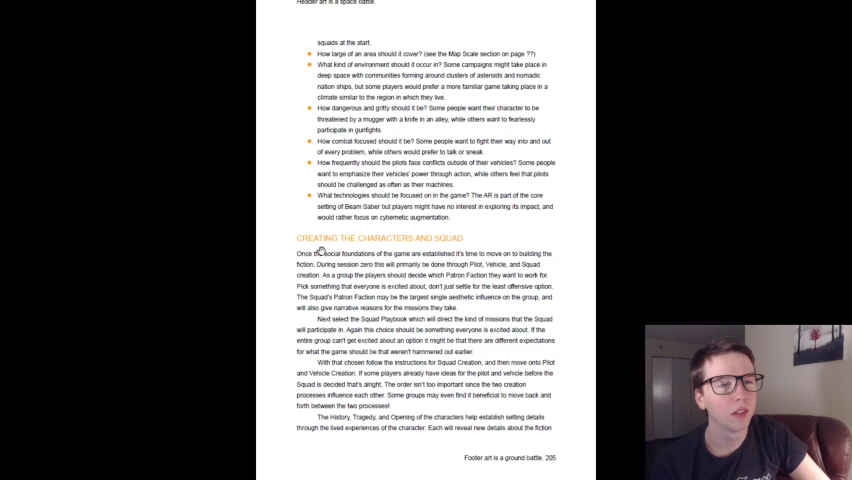 Header art is a space battle.
squads at the start.
How large of an area should it cover? (see the Map Scale section on page ??)
What kind of environment should it occur in? Some campaigns might take place in
deep space with communities forming around clusters of asteroids and nomadic
nation ships, but some players would prefer a more familiar game taking place in a
climate similar to the region in which they live.
How dangerous and gritty should it be? Some people want their character to be
threatened by a mugger with a knife in an alley, while others want to fearlessly
participate in gunfights.
How combat focused should it be? Some people want to fight their way into and out
of every problem, while others would prefer to talk or sneak.
How frequently should the pilots face conflicts outside of their vehicles? Some people
want to emphasize their vehicles' power through action, while others feel that pilots
should be challenged as often as their machines.
What technologies should be focused on in the game? The AR is part of the core
setting of Beam Saber but players might have no interest in exploring its impact, and
would rather focus on cybernetic augmentation.
CREATING THE CHARACTERS AND SQUAD
Once the social foundations of the game are established it's time to move on to building the
fiction. During session zero this will primarily be done through Pilot, Vehicle, and Squad
creation. As a group the players should decide which Patron Faction they want to work for.
Pick something that everyone is excited about, don't just settle for the least offensive option.
The Squad's Patron Faction may be the largest single aesthetic influence on the group, and
will also give narrative reasons for the missions they take.
Next select the Squad Playbook which will direct the kind of missions that the Squad
will participate in. Again this choice should be something everyone is excited about. If the
entire group can't get excited about an option it might be that there are different expectations
for what the game should be that weren't hammered out earlier.
With that chosen follow the instructions for Squad Creation, and then move onto Pilot
and Vehicle Creation. If some players already have ideas for the pilot and vehicle before the
Squad is decided that's alright. The order isn't too important since the two creation
processes influence each other. Some groups may even find it beneficial to move back and
forth between the two processes!
The History, Tragedy, and Opening of the characters help establish setting details
through the lived experiences of the character. Each will reveal new details about the fiction
Footer art is a ground battle. 205